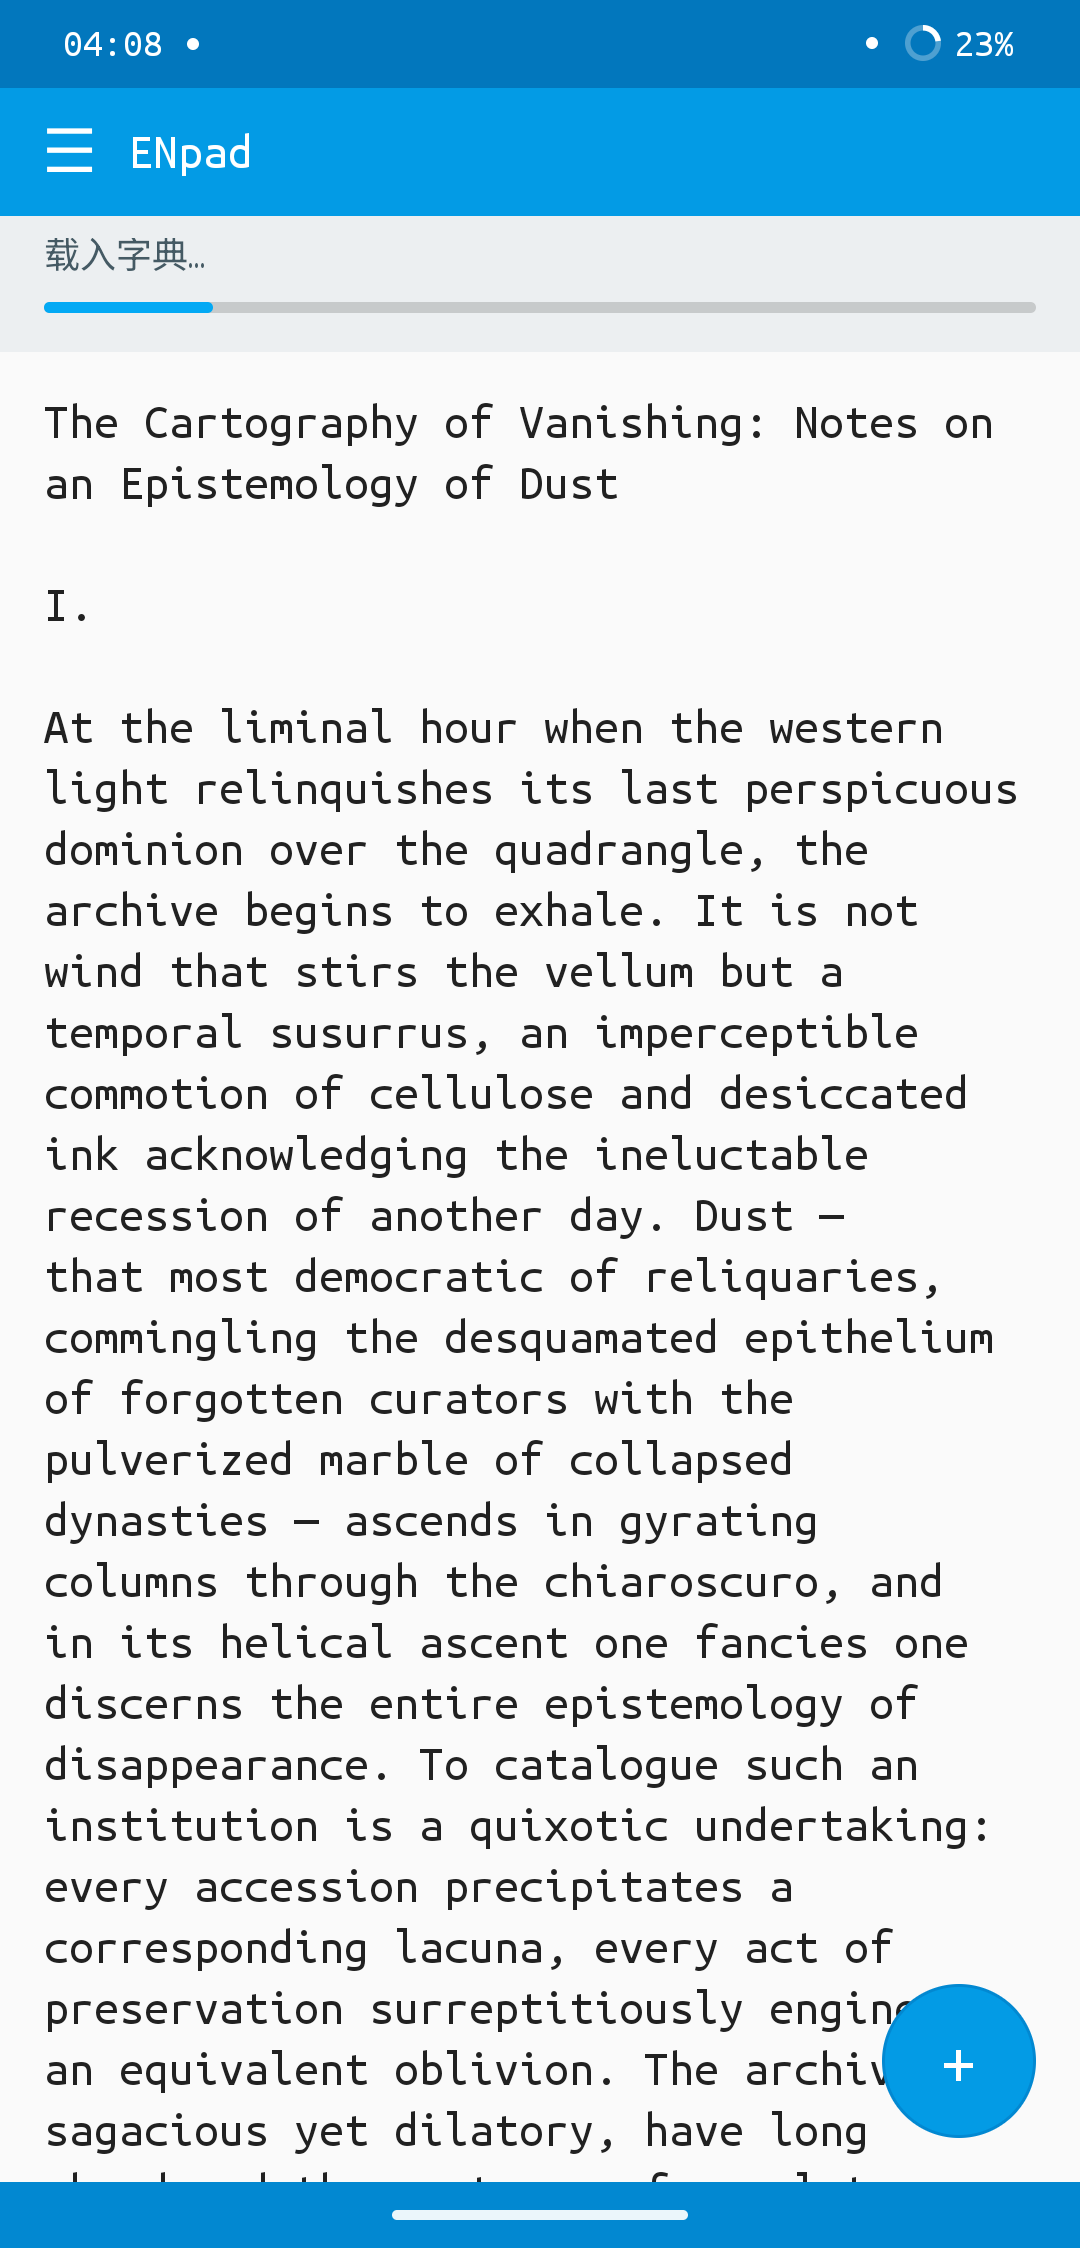 04:08
23%
ENpad
载入字典...
The Cartography of Vanishing: Notes on
an Epistemology of Dust
I.
At the liminal hour when the western
light relinquishes its last perspicuous
dominion over the quadrangle, the
archive begins to exhale. It is not
wind that stirs the vellum but a
temporal susurrus, an imperceptible
commotion of cellulose and desiccated
ink acknowledging the ineluctable
recession of another day. Dust —
that most democratic of reliquaries,
commingling the desquamated epithelium
of forgotten curators with the
pulverized marble of collapsed
dynasties — ascends in gyrating
columns through the chiaroscuro, and
in its helical ascent one fancies one
discerns the entire epistemology of
disappearance. To catalogue such an
institution is a quixotic undertaking:
every accession precipitates a
corresponding lacuna, every act of
preservation surreptitiously
an equivalent oblivion. The
sagacious yet dilatory, have long
+